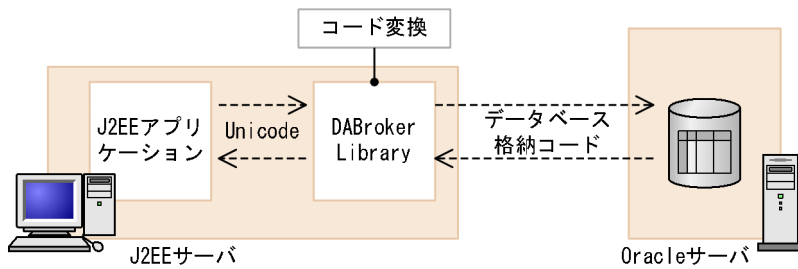 コード変換
J2EEアプリ
ケーション
Unicode
DABroker
Library
データベース
格納コード
J2EEサーバ
Oracleサーバ